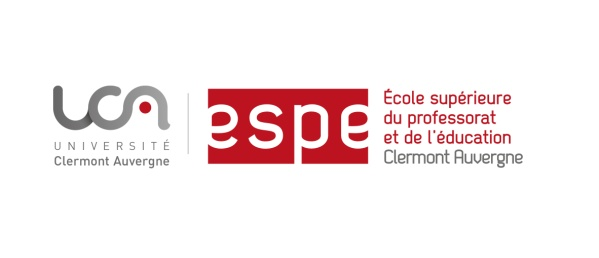 uca
UNIVERSITÉ
Clermont Auvergne
espe
École supérieure
du professorat
et de l'éducation
Clermont Auvergne